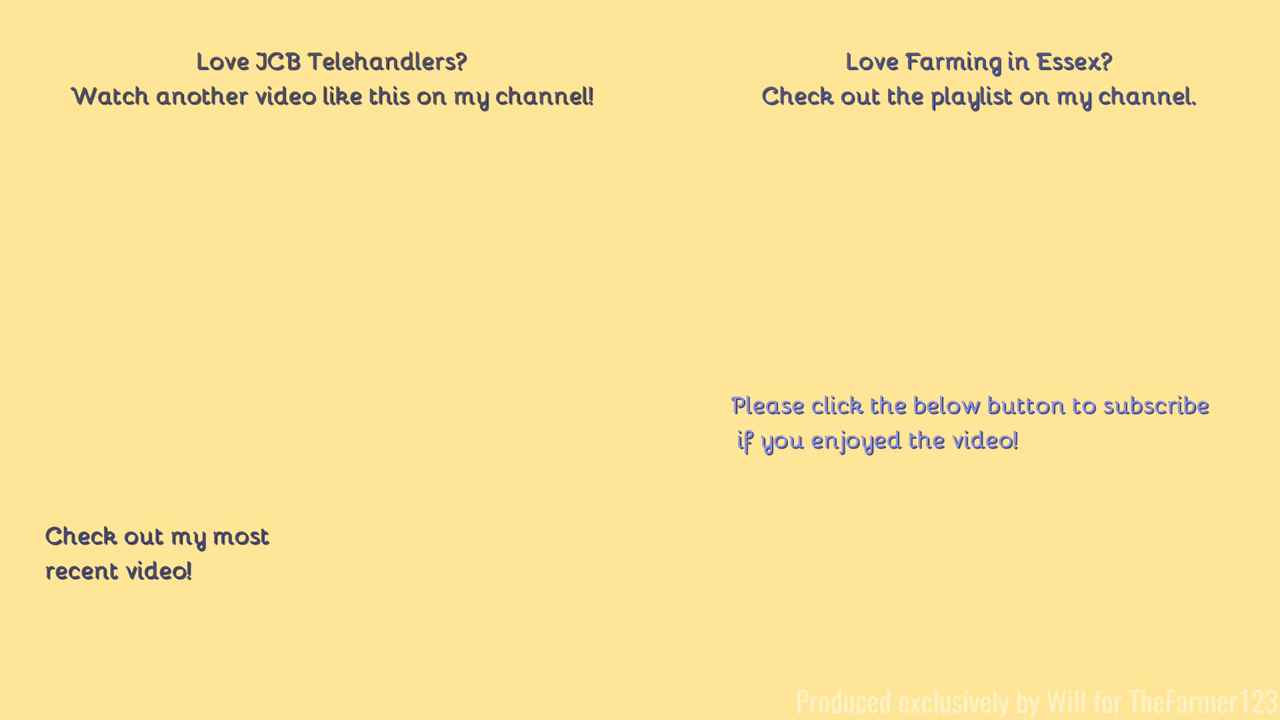 Love JCB Telehandlers?
Watch another video like this on my channel!
Love Farming in Essex?
Check out the playlist on my channel.
Please click the below button to subscribe
if you enjoyed the video!
Check out my most
recent video!
Produced exclusively by Will for TheFarmer123